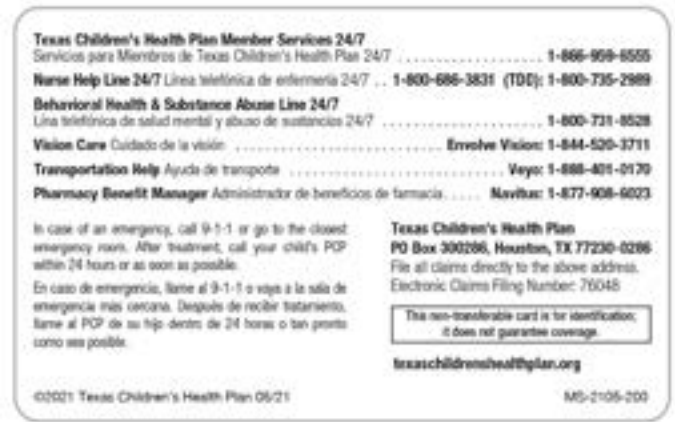 Texas Children's Health Plan Member Services 24/7
Servicios para Miembros de Texas Children's Health Plan 24/7 . . . . . . . . . . . . . . . . . . 1-866-959-6555
Nurse Help Line 24/7 Línea telefónica de enfermería 24/7 . . 1-800-686-3831 (TDD): 1-800-735-2989
Behavioral Health & Substance Abuse Line 24/7
Lína telefónica de salud mental y abuso de sustancias 24/7 . . . . . . . . . . . . . . . . . . . . 1-800-731-8528
Vision Care Cuidado de la visión . . . . . . . . . . . . . . . . . . . . . . . . . . Envolve Vision: 1-844-520-3711
Transportation Help Ayuda de transporte . . . . . . . . . . . . . . . . . . . . . . . . . . Veyo: 1-888-401-0170
Pharmacy Benefit Manager Administrador de beneficios de farmacia . . . . . Navitus: 1-877-908-6023
In case of an emergency, call 9-1-1 or go to the closest
emergency room. After treatment, call your child's PCP
within 24 hours or as soon as possible.
En caso de emergencia, llame al 9-1-1 o vaya a la sala de
emergencia más cercana. Después de recibir tratamiento,
llame al PCP de su hijo dentro de 24 horas o tan pronto
como sea posible.
Texas Children's Health Plan
PO Box 300286, Houston, TX 77230-0286
File all claims directly to the above address.
Electronic Claims Filing Number: 76048
This non-transferable card is for identification;
it does not guarantee coverage.
texaschildrenshealthplan.org
©2021 Texas Children's Health Plan 05/21
MS-2105-200